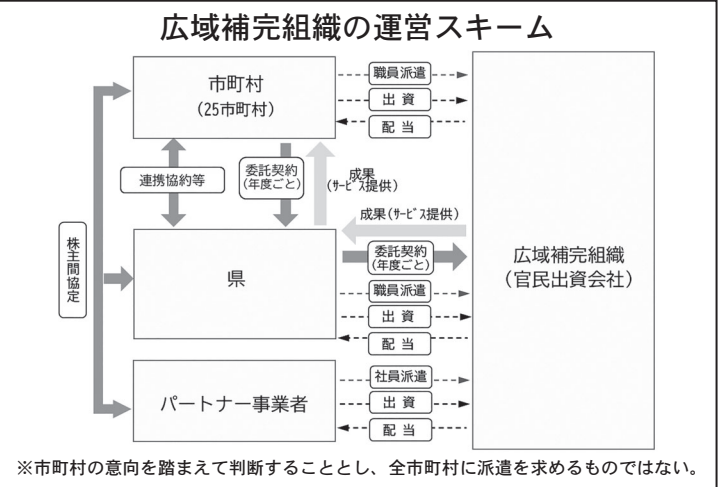 広域補完組織の運営スキーム
市町村
（25市町村）
職員派遣
出 資
配 当
連携協約等
委託契約
（年度ごと）
成果
（ｻｰﾋﾞｽ提供）
成果（ｻｰﾋﾞｽ提供）
株主間協定
県
委託契約
（年度ごと）
職員派遣
出 資
配 当
広域補完組織
（官民出資会社）
パートナー事業者
社員派遣
出 資
配 当
※市町村の意向を踏まえて判断することとし、全市町村に派遣を求めるものではない。